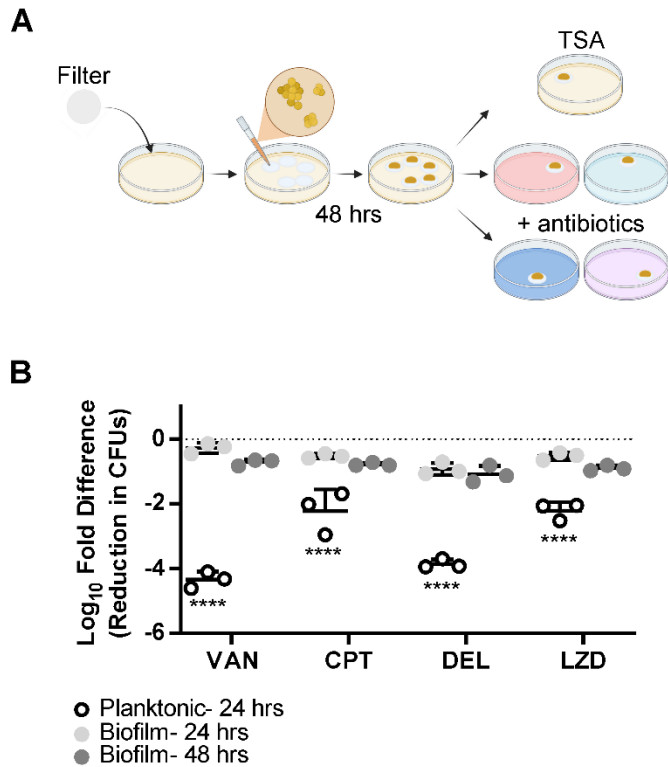 A
TSA
Filter
48 hrs
+ antibiotics
B
Log10 Fold Difference
(Reduction in CFUs)
0
-2
-4
-6
****
****
****
****
VAN CPT DEL LZD
Planktonic- 24 hrs
Biofilm- 24 hrs
Biofilm- 48 hrs